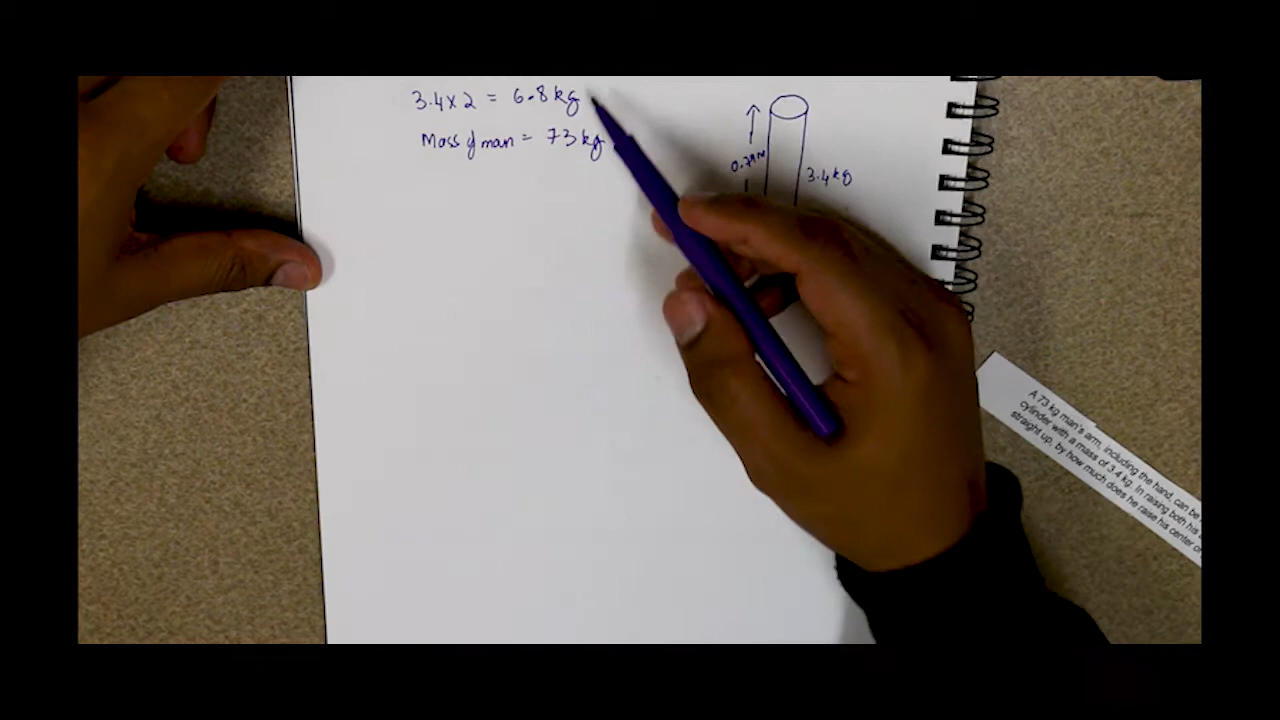 3.4 x 2 = 6.8 kg
Mass of man = 73 kg
3.4 kg
A 73 kg man's arm, including the hand, can be
cylinder with a mass of 3.4 kg. In raising both his
straight up, by how much does he raise his center